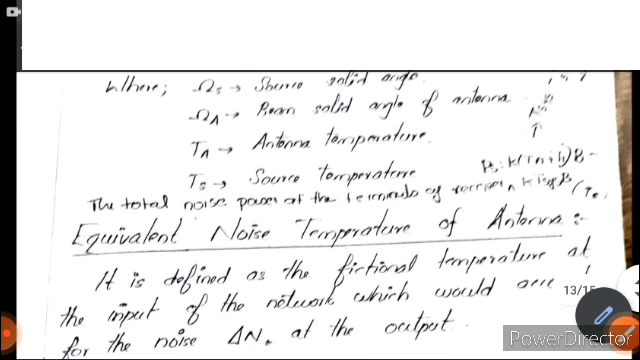 Where; Ωs → Source solid angle.
ΩA → Beam solid angle of antenna
TA → Antenna temperature.
Ts → Source temperature
The total noise power at the terminals of
Equivalent Noise Temperature of Antenna:-
It is defined as the fictional temperature at
the input of the network which would
for the noise ΔN. at the output.
13/15
PowerDirector